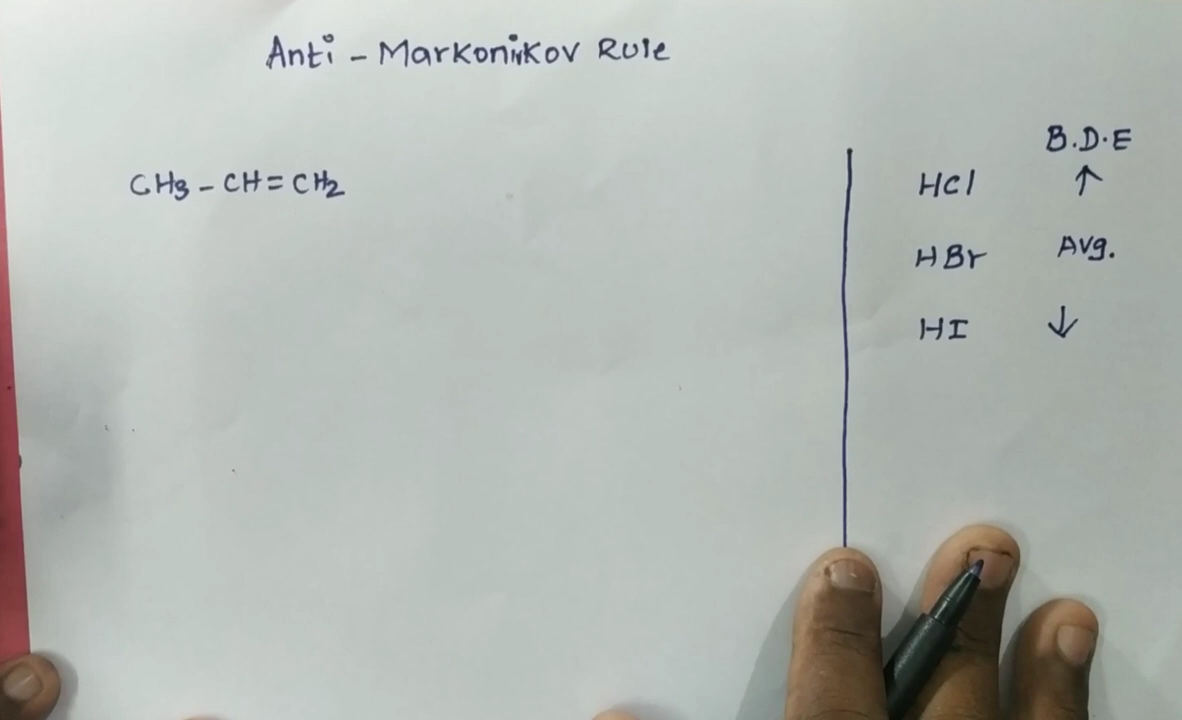 Anti - Markonikov Rule
CH3 - CH = CH2
B.D.E
HCl ↑
HBr Avg.
HI ↓